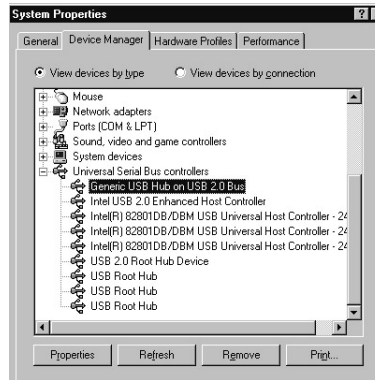 System Properties
?
General
Device Manager
Hardware Profiles
Performance
View devices by type
View devices by connection
Mouse
Network adapters
Ports (COM & LPT)
Sound, video and game controllers
System devices
Universal Serial Bus controllers
Generic USB Hub on USB 2.0 Bus
Intel USB 2.0 Enhanced Host Controller
Intel(R) 82801DB/DBM USB Universal Host Controller - 24
Intel(R) 82801DB/DBM USB Universal Host Controller - 24
Intel(R) 82801DB/DBM USB Universal Host Controller - 24
USB 2.0 Root Hub Device
USB Root Hub
USB Root Hub
USB Root Hub
Properties
Refresh
Remove
Print...